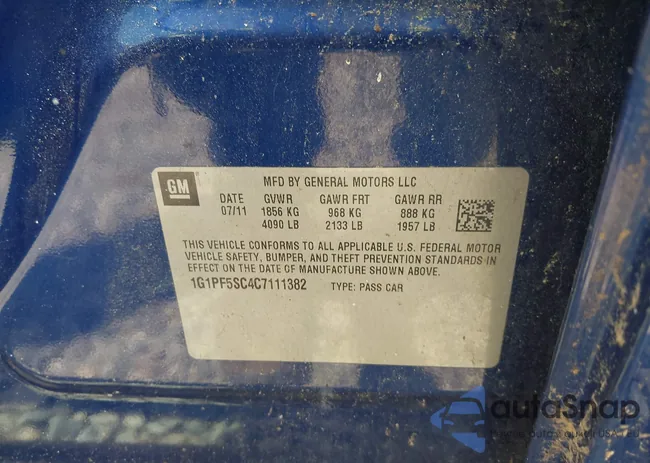 GM
MFD BY GENERAL MOTORS LLC
DATE GVWR GAWR FRT GAWR RR
07/11 1856 KG 968 KG 888 KG
4090 LB 2133 LB 1957 LB
THIS VEHICLE CONFORMS TO ALL APPLICABLE U.S. FEDERAL MOTOR
VEHICLE SAFETY, BUMPER, AND THEFT PREVENTION STANDARDS IN
EFFECT ON THE DATE OF MANUFACTURE SHOWN ABOVE.
1G1PF5SC4C7111382 TYPE: PASS CAR
autoSnap